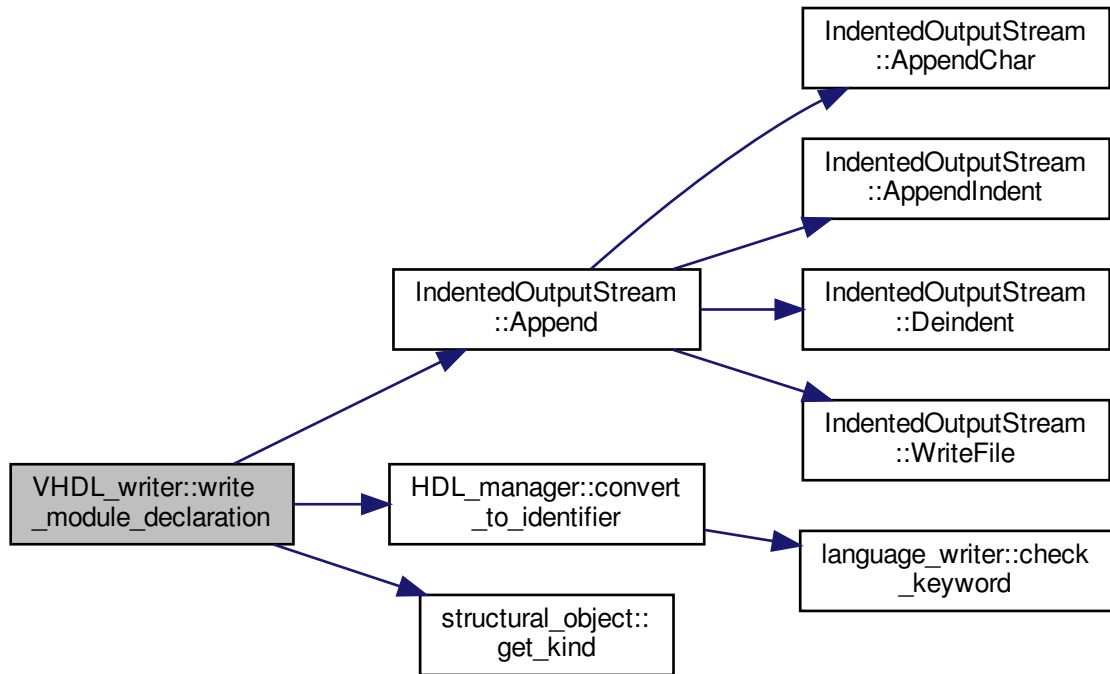 VHDL_writer::write
_module_declaration
IndentedOutputStream
::Append
IndentedOutputStream
::AppendChar
IndentedOutputStream
::AppendIndent
IndentedOutputStream
::Deindent
IndentedOutputStream
::WriteFile
HDL_manager::convert
_to_identifier
language_writer::check
_keyword
structural_object::
get_kind